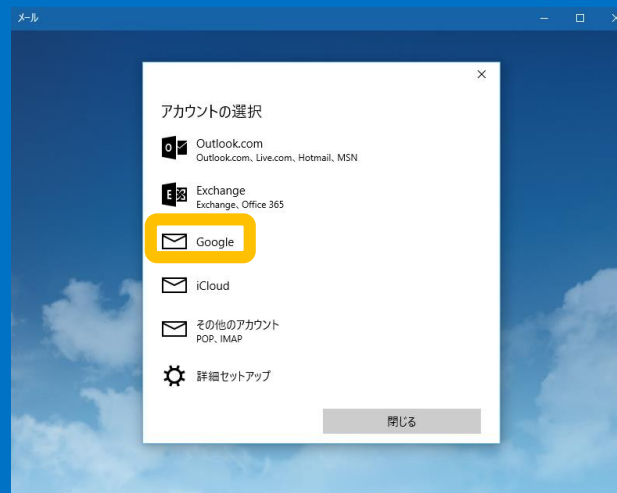 メール
アカウントの選択
Outlook.com
Outlook.com、Live.com、Hotmail、MSN
Exchange
Exchange、Office 365
Google
iCloud
その他のアカウント
POP、IMAP
詳細セットアップ
閉じる